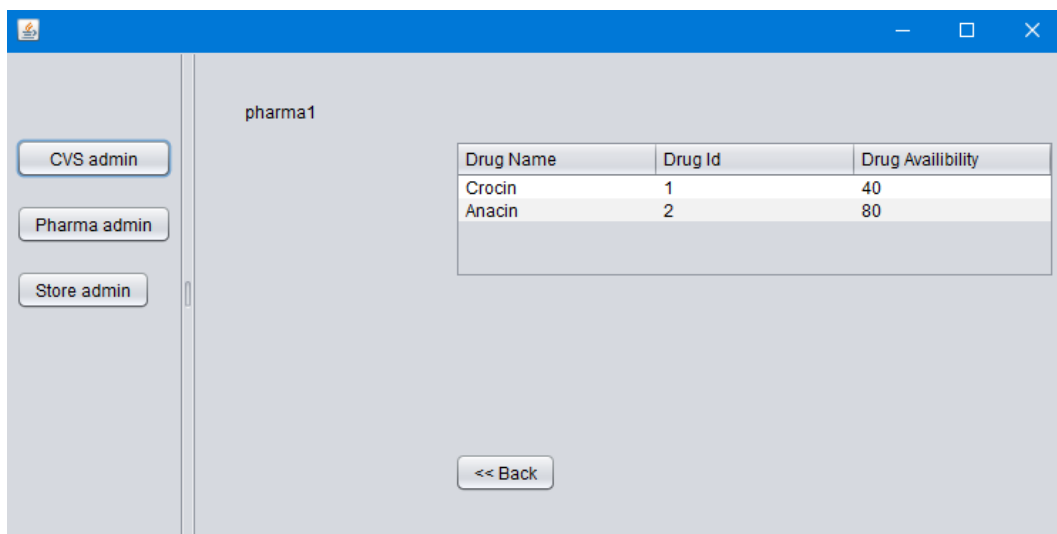 pharma1
CVS admin
Pharma admin
Store admin
Drug Name Drug Id Drug Availibility
Crocin 1 40
Anacin 2 80
<< Back